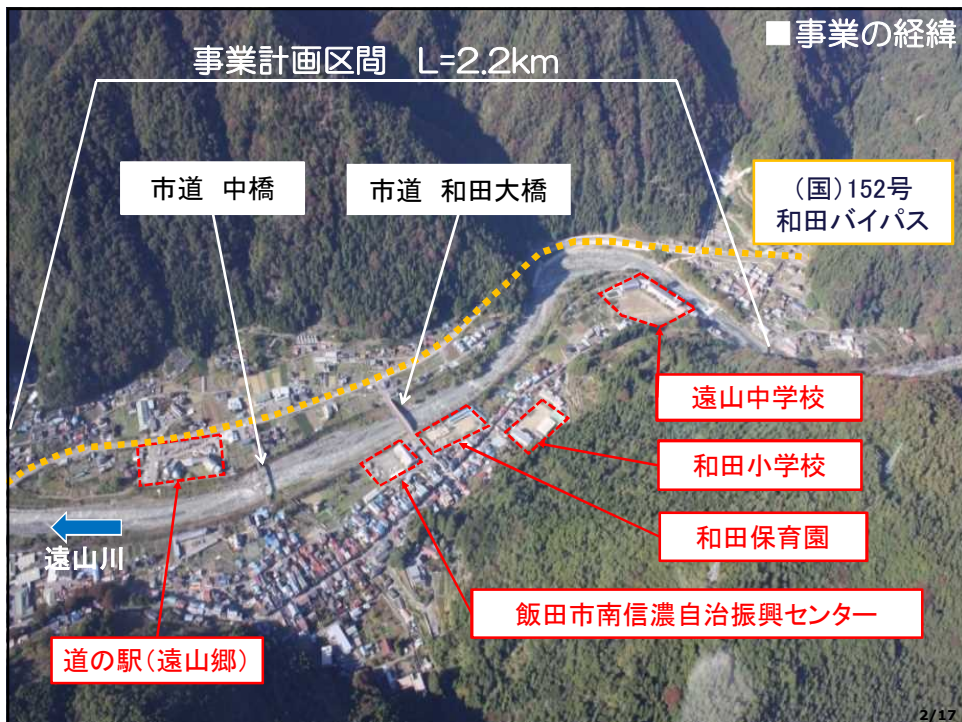 ■事業の経緯
事業計画区間　L=2.2km
市道 中橋
市道 和田大橋
(国)152号
和田バイパス
遠山中学校
和田小学校
和田保育園
飯田市南信濃自治振興センター
遠山川
道の駅(遠山郷)
2/17